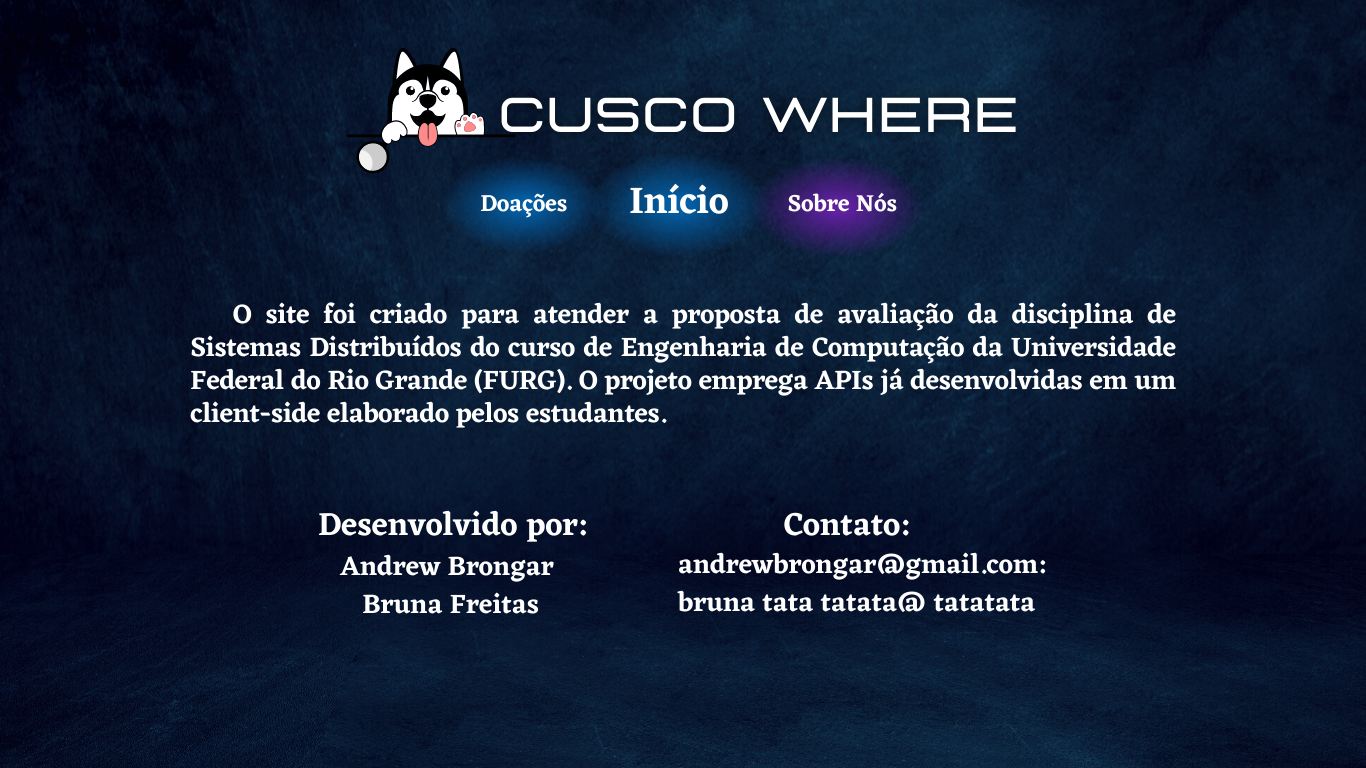 CUSCO WHERE
Doações
Início
Sobre Nós
O site foi criado para atender a proposta de avaliação da disciplina de
Sistemas Distribuídos do curso de Engenharia de Computação da Universidade
Federal do Rio Grande (FURG). O projeto emprega APIs já desenvolvidas em um
client-side elaborado pelos estudantes.
Desenvolvido por:
Andrew Brongar
Bruna Freitas
Contato:
andrewbrongar@gmail.com:
bruna tata tatata@ tatatata